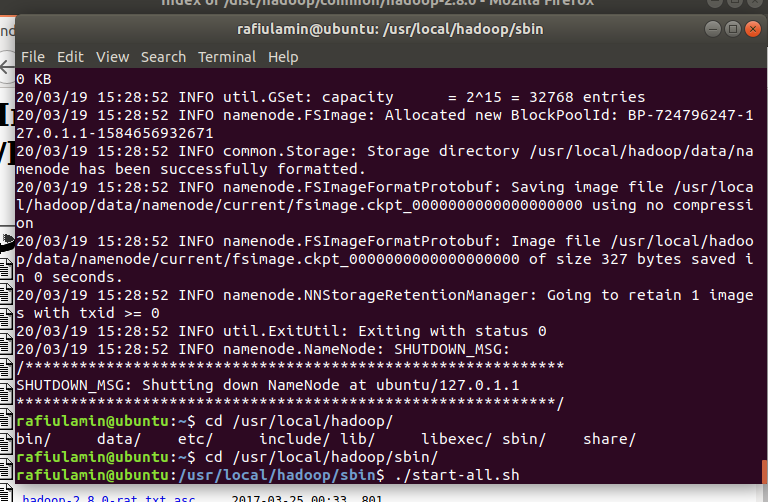 Index of /dist/hadoop/common/hadoop-2.8.0 - Mozilla Firefox
rafiulamin@ubuntu: /usr/local/hadoop/sbin
File Edit View Search Terminal Help
0 KB
20/03/19 15:28:52 INFO util.GSet: capacity      = 2^15 = 32768 entries
20/03/19 15:28:52 INFO namenode.FSImage: Allocated new BlockPoolId: BP-724796247-1
27.0.1.1-1584656932671
20/03/19 15:28:52 INFO common.Storage: Storage directory /usr/local/hadoop/data/na
menode has been successfully formatted.
20/03/19 15:28:52 INFO namenode.FSImageFormatProtobuf: Saving image file /usr/loca
l/hadoop/data/namenode/current/fsimage.ckpt_0000000000000000000 using no compressi
on
20/03/19 15:28:52 INFO namenode.FSImageFormatProtobuf: Image file /usr/local/hadoo
p/data/namenode/current/fsimage.ckpt_0000000000000000000 of size 327 bytes saved i
n 0 seconds.
20/03/19 15:28:52 INFO namenode.NNStorageRetentionManager: Going to retain 1 image
s with txid >= 0
20/03/19 15:28:52 INFO util.ExitUtil: Exiting with status 0
20/03/19 15:28:52 INFO namenode.NameNode: SHUTDOWN_MSG:
/************************************************************
SHUTDOWN_MSG: Shutting down NameNode at ubuntu/127.0.1.1
************************************************************/
rafiulamin@ubuntu:~$ cd /usr/local/hadoop/
bin/     data/    etc/     include/ lib/     libexec/ sbin/    share/
rafiulamin@ubuntu:~$ cd /usr/local/hadoop/sbin/
rafiulamin@ubuntu:/usr/local/hadoop/sbin$ ./start-all.sh
hadoop-2.8.0-rat.txt.asc     2017-03-25 00:33  801